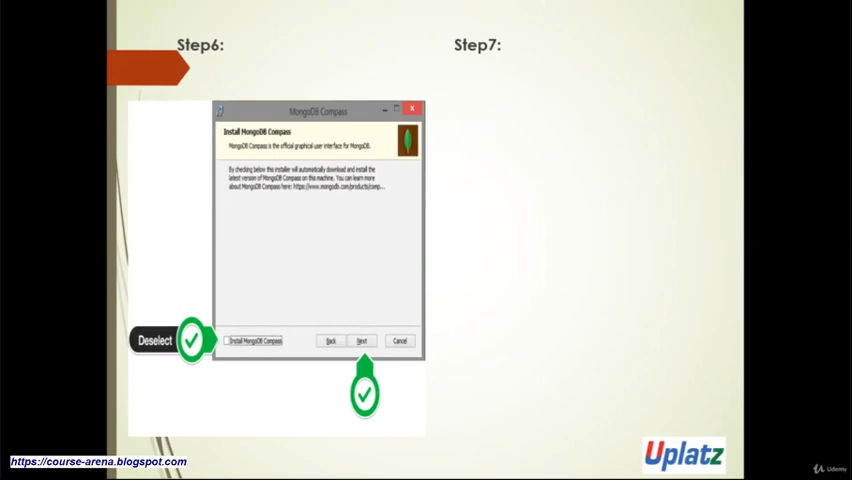 Step6:
Step7:
MongoDB Compass
Install MongoDB Compass
MongoDB Compass is the official graphical user interface for MongoDB.
By checking below this installer will automatically download and install the
latest version of MongoDB Compass on this machine. You can learn more
about MongoDB Compass here: https://www.mongodb.com/products/comp...
Deselect
Install MongoDB Compass
Back
Next
Cancel
Uplatz
https://course-arena.blogspot.com
Udemy